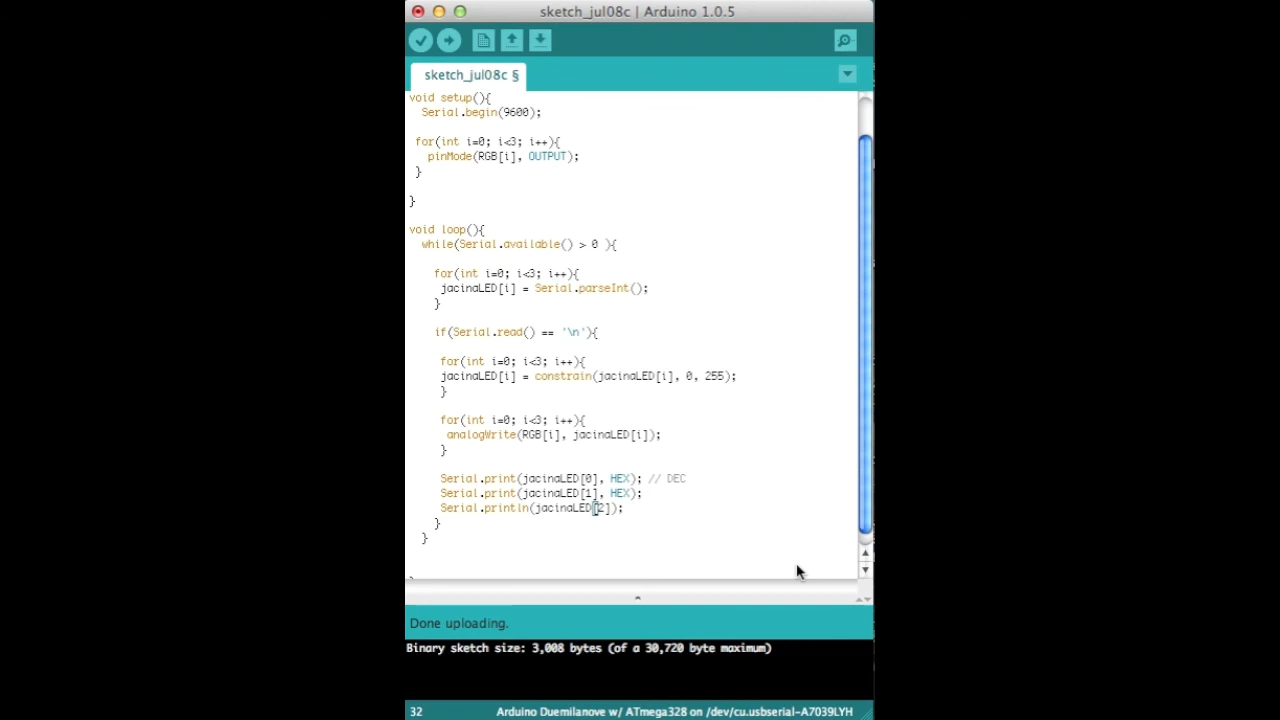 sketch_jul08c | Arduino 1.0.5
sketch_jul08c §
void setup(){
Serial.begin(9600);
for(int i=0; i<3; i++){
pinMode(RGB[i], OUTPUT);
}
}
void loop(){
while(Serial.available() > 0 ){
for(int i=0; i<3; i++){
jacinaLED[i] = Serial.parseInt();
}
if(Serial.read() == '\n'){
for(int i=0; i<3; i++){
jacinaLED[i] = constrain(jacinaLED[i], 0, 255);
}
for(int i=0; i<3; i++){
analogWrite(RGB[i], jacinaLED[i]);
}
Serial.print(jacinaLED[0], HEX); // DEC
Serial.print(jacinaLED[1], HEX);
Serial.println(jacinaLED[2]);
}
}
Done uploading.
Binary sketch size: 3,008 bytes (of a 30,720 byte maximum)
32 Arduino Duemilanove w/ ATmega328 on /dev/cu.usbserial-A7039LYH